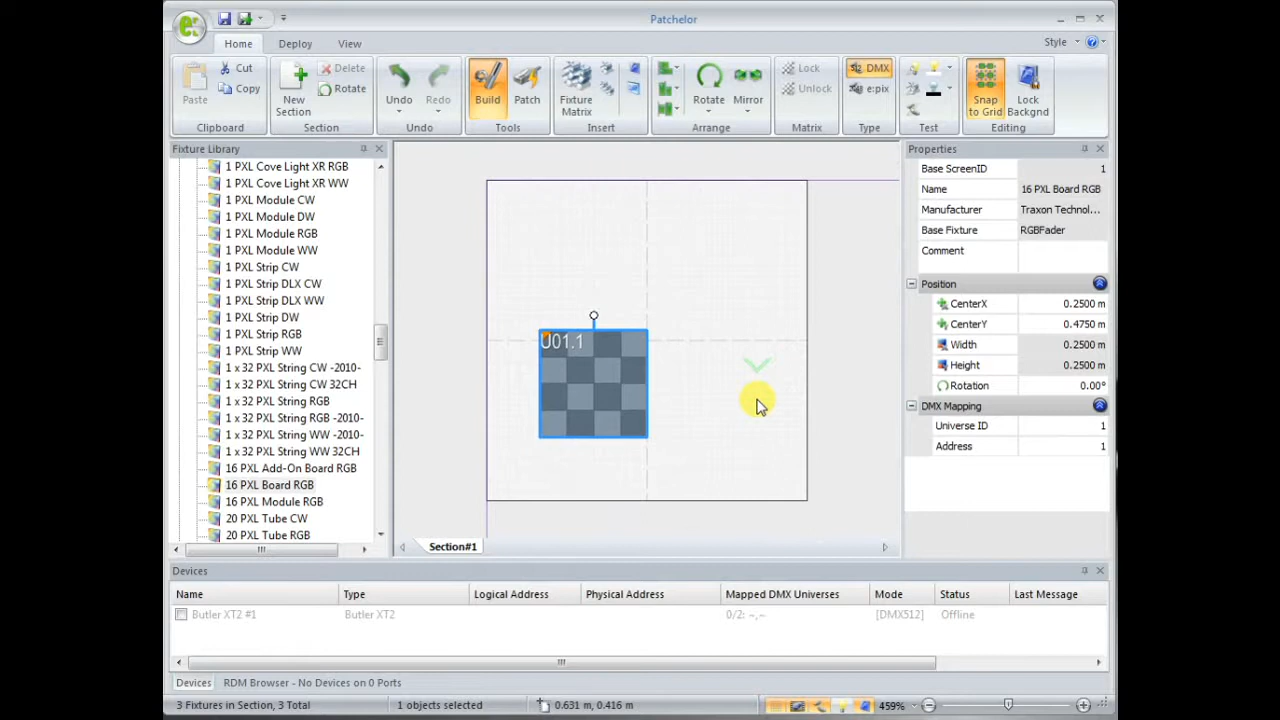 Patchelor
Home
Deploy
View
Style
Paste
Cut
Copy
Clipboard
New
Section
Delete
Rotate
Section
Undo
Redo
Undo
Build
Patch
Tools
Fixture
Matrix
Insert
Rotate
Mirror
Arrange
Lock
Unlock
Matrix
DMX
e:pix
Type
Test
Snap
to Grid
Lock
Backgnd
Editing
Fixture Library
1 PXL Cove Light XR RGB
1 PXL Cove Light XR WW
1 PXL Module CW
1 PXL Module DW
1 PXL Module RGB
1 PXL Module WW
1 PXL Strip CW
1 PXL Strip DLX CW
1 PXL Strip DLX WW
1 PXL Strip DW
1 PXL Strip RGB
1 PXL Strip WW
1 x 32 PXL String CW -2010-
1 x 32 PXL String CW 32CH
1 x 32 PXL String RGB
1 x 32 PXL String RGB -2010-
1 x 32 PXL String WW -2010-
1 x 32 PXL String WW 32CH
16 PXL Add-On Board RGB
16 PXL Board RGB
16 PXL Module RGB
20 PXL Tube CW
20 PXL Tube RGB
U01.1
Section#1
Properties
Base ScreenID 1
Name 16 PXL Board RGB
Manufacturer Traxon Technol...
Base Fixture RGBFader
Comment
Position
CenterX 0.2500 m
CenterY 0.4750 m
Width 0.2500 m
Height 0.2500 m
Rotation 0.00°
DMX Mapping
Universe ID 1
Address 1
Devices
Name Type Logical Address Physical Address Mapped DMX Universes Mode Status Last Message
Butler XT2 #1 Butler XT2 0/2: ~,~ [DMX512] Offline
Devices RDM Browser - No Devices on 0 Ports
3 Fixtures in Section, 3 Total 1 objects selected 0.631 m, 0.416 m 459%